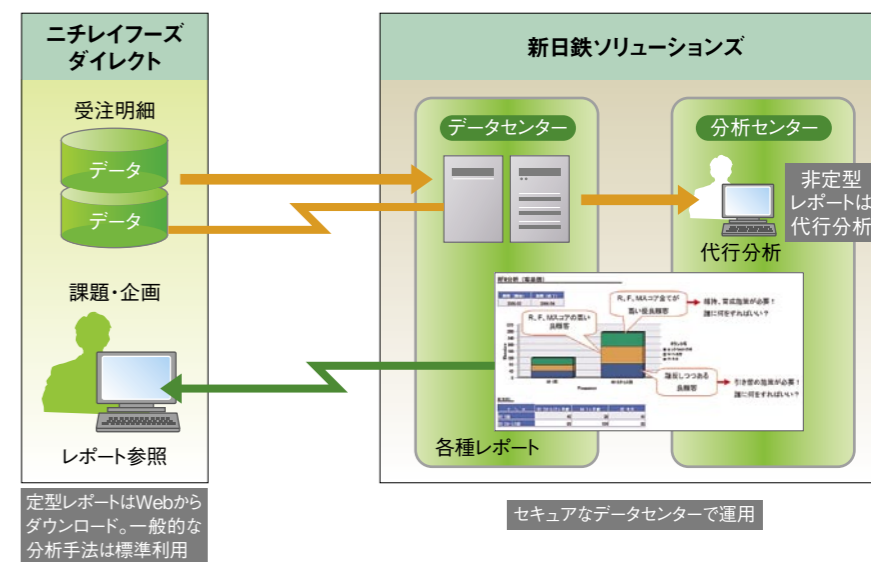 ニチレイフーズ
ダイレクト
受注明細
データ
データ
課題・企画
レポート参照
定型レポートはWebから
ダウンロード。一般的な
分析手法は標準利用
新日鉄ソリューションズ
データセンター
分析センター
非定型
レポートは
代行分析
代行分析
R、F、Mスコア全てが
高い優良顧客
維持、育成施策が必要！
誰に何をすればいい？
R、F、Mスコアの高い
良顧客
離反しつつある
良顧客
引き留め施策が必要！
誰に何をすればいい？
各種レポート
セキュアなデータセンターで運用